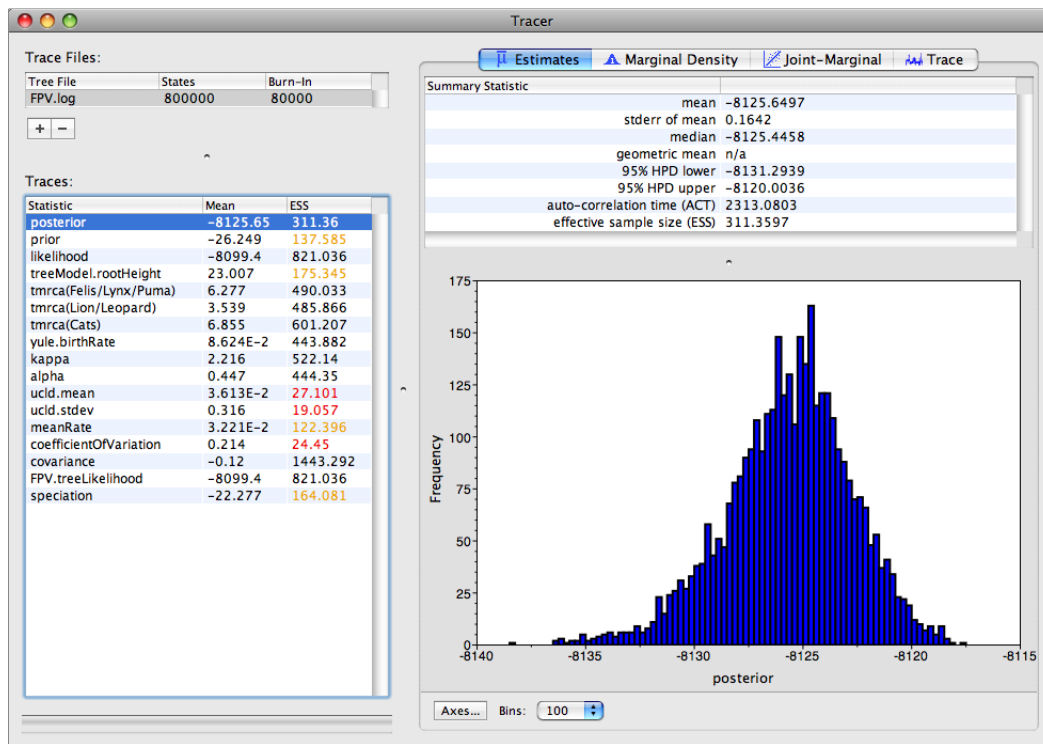 Tracer
Trace Files:
Tree File States Burn-In
FPV.log 800000 80000
+ −
Traces:
Statistic Mean ESS
posterior -8125.65 311.36
prior -26.249 137.585
likelihood -8099.4 821.036
treeModel.rootHeight 23.007 175.345
tmrca(Felis/Lynx/Puma) 6.277 490.033
tmrca(Lion/Leopard) 3.539 485.866
tmrca(Cats) 6.855 601.207
yule.birthRate 8.624E-2 443.882
kappa 2.216 522.14
alpha 0.447 444.35
ucld.mean 3.613E-2 27.101
ucld.stdev 0.316 19.057
meanRate 3.221E-2 122.396
coefficientOfVariation 0.214 24.45
covariance -0.12 1443.292
FPV.treeLikelihood -8099.4 821.036
speciation -22.277 164.081
μ Estimates Marginal Density Joint-Marginal Trace
Summary Statistic
mean -8125.6497
stderr of mean 0.1642
median -8125.4458
geometric mean n/a
95% HPD lower -8131.2939
95% HPD upper -8120.0036
auto-correlation time (ACT) 2313.0803
effective sample size (ESS) 311.3597
175
150
125
100
75
50
25
0
Frequency
-8140 -8135 -8130 -8125 -8120 -8115
posterior
Axes... Bins: 100